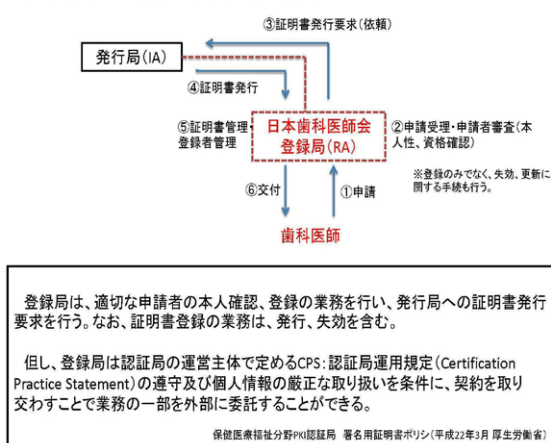 ③証明書発行要求(依頼)
発行局(IA)
④証明書発行
⑤証明書管理・
登録者管理
日本歯科医師会
登録局(RA)
②申請受理・申請者審査(本
人性、資格確認)
※登録のみでなく、失効、更新に
関する手続も行う。
⑥交付
①申請
歯科医師
登録局は、適切な申請者の本人確認、登録の業務を行い、発行局への証明書発行
要求を行う。なお、証明書登録の業務は、発行、失効を含む。
但し、登録局は認証局の運営主体で定めるCPS:認証局運用規定(Certification
Practice Statement)の遵守及び個人情報の厳正な取り扱いを条件に、契約を取り
交わすことで業務の一部を外部に委託することができる。
保健医療福祉分野PKI認証局 署名用証明書ポリシ(平成22年3月 厚生労働省)